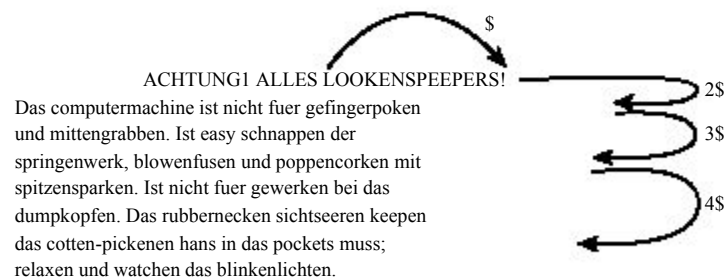 $
ACHTUNG1 ALLES LOOKENSPEEPERS!
2$
Das computermachine ist nicht fuer gefingerpoken
und mittengrabben. Ist easy schnappen der
3$
springenwerk, blowenfusen und poppencorken mit
spitzensparken. Ist nicht fuer gewerken bei das
4$
dumpkopfen. Das rubbernecken sichtseeren keepen
das cotten-pickenen hans in das pockets muss;
relaxen und watchen das blinkenlichten.